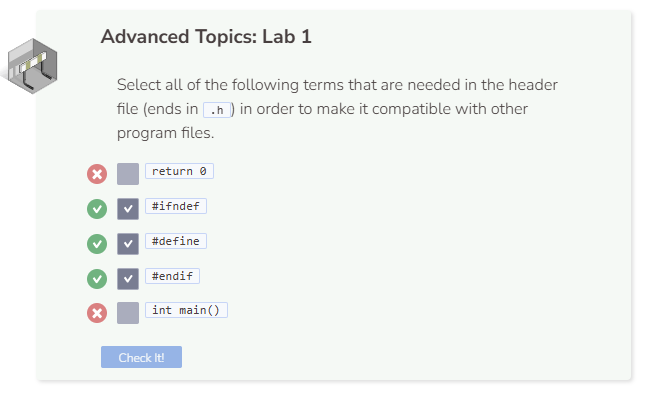 Advanced Topics: Lab 1
Select all of the following terms that are needed in the header
file (ends in .h ) in order to make it compatible with other
program files.
return 0
#ifndef
#define
#endif
int main()
Check It!